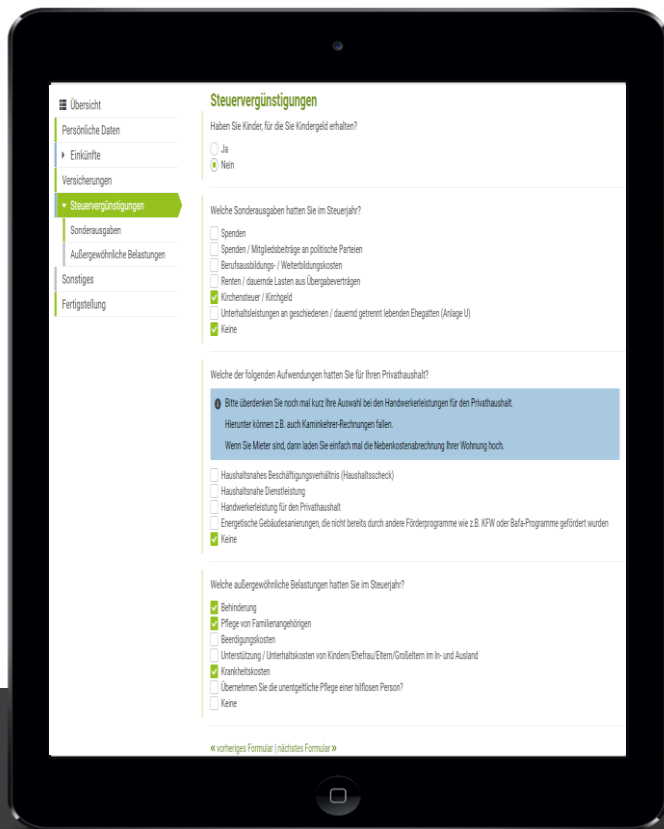 Übersicht
Persönliche Daten
Einkünfte
Versicherungen
Steuervergünstigungen
Sonderausgaben
Außergewöhnliche Belastungen
Sonstiges
Fertigstellung
Steuervergünstigungen
Haben Sie Kinder, für die Sie Kindergeld erhalten?
Ja
Nein
Welche Sonderausgaben hatten Sie im Steuerjahr?
Spenden
Spenden / Mitgliedsbeiträge an politische Parteien
Berufsausbildungs- / Weiterbildungskosten
Renten / dauernde Lasten aus Übergabeverträgen
Kirchensteuer / Kirchgeld
Unterhaltsleistungen an geschiedenen / dauernd getrennt lebenden Ehegatten (Anlage U)
Keine
Welche der folgenden Aufwendungen hatten Sie für Ihren Privathaushalt?
Bitte überdenken Sie noch mal kurz Ihre Auswahl bei den Handwerkerleistungen für den Privathaushalt.
Hierunter können z.B. auch Kaminkehrer-Rechnungen fallen.
Wenn Sie Mieter sind, dann laden Sie einfach mal die Nebenkostenabrechnung Ihrer Wohnung hoch.
Haushaltsnahes Beschäftigungsverhältnis (Haushaltsscheck)
Haushaltsnahe Dienstleistung
Handwerkerleistung für den Privathaushalt
Energetische Gebäudesanierungen, die nicht bereits durch andere Förderprogramme wie z.B. KFW oder Bafa-Programme gefördert wurden
Keine
Welche außergewöhnliche Belastungen hatten Sie im Steuerjahr?
Behinderung
Pflege von Familienangehörigen
Beerdigungskosten
Unterstützung / Unterhaltskosten von Kindern/Ehefrau/Eltern/Großeltern im In- und Ausland
Krankheitskosten
Übernehmen Sie die unentgeltliche Pflege einer hilflosen Person?
Keine
« vorheriges Formular | nächstes Formular »